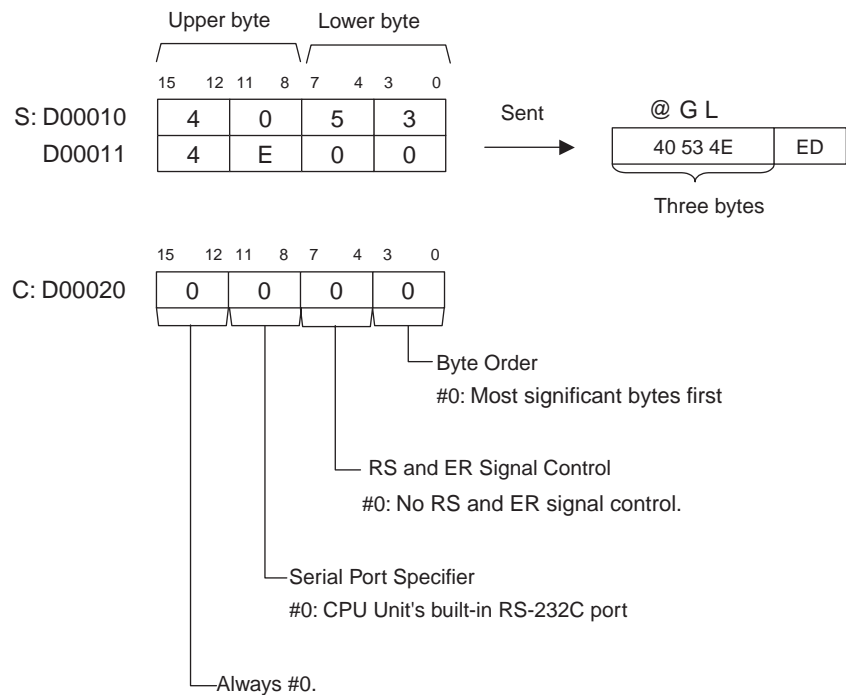 Upper byte Lower byte
15 12 11 8 7 4 3 0
S: D00010 4 0 5 3 Sent @ G L
D00011 4 E 0 0 40 53 4E ED
Three bytes
15 12 11 8 7 4 3 0
C: D00020 0 0 0 0
Byte Order
#0: Most significant bytes first
RS and ER Signal Control
#0: No RS and ER signal control.
Serial Port Specifier
#0: CPU Unit's built-in RS-232C port
Always #0.